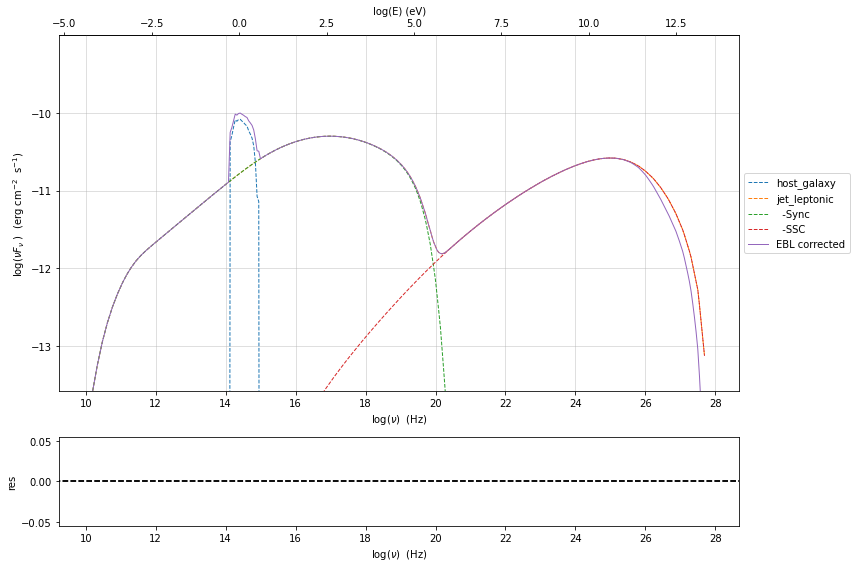 log(E) (eV)
−5.0 −2.5 0.0 2.5 5.0 7.5 10.0 12.5
−10
−11
−12
−13
log(νFν ) (erg cm−2 s−1)
host_galaxy
jet_leptonic
-Sync
-SSC
EBL corrected
10 12 14 16 18 20 22 24 26 28
log(ν) (Hz)
0.05
0.00
−0.05
res
10 12 14 16 18 20 22 24 26 28
log(ν) (Hz)